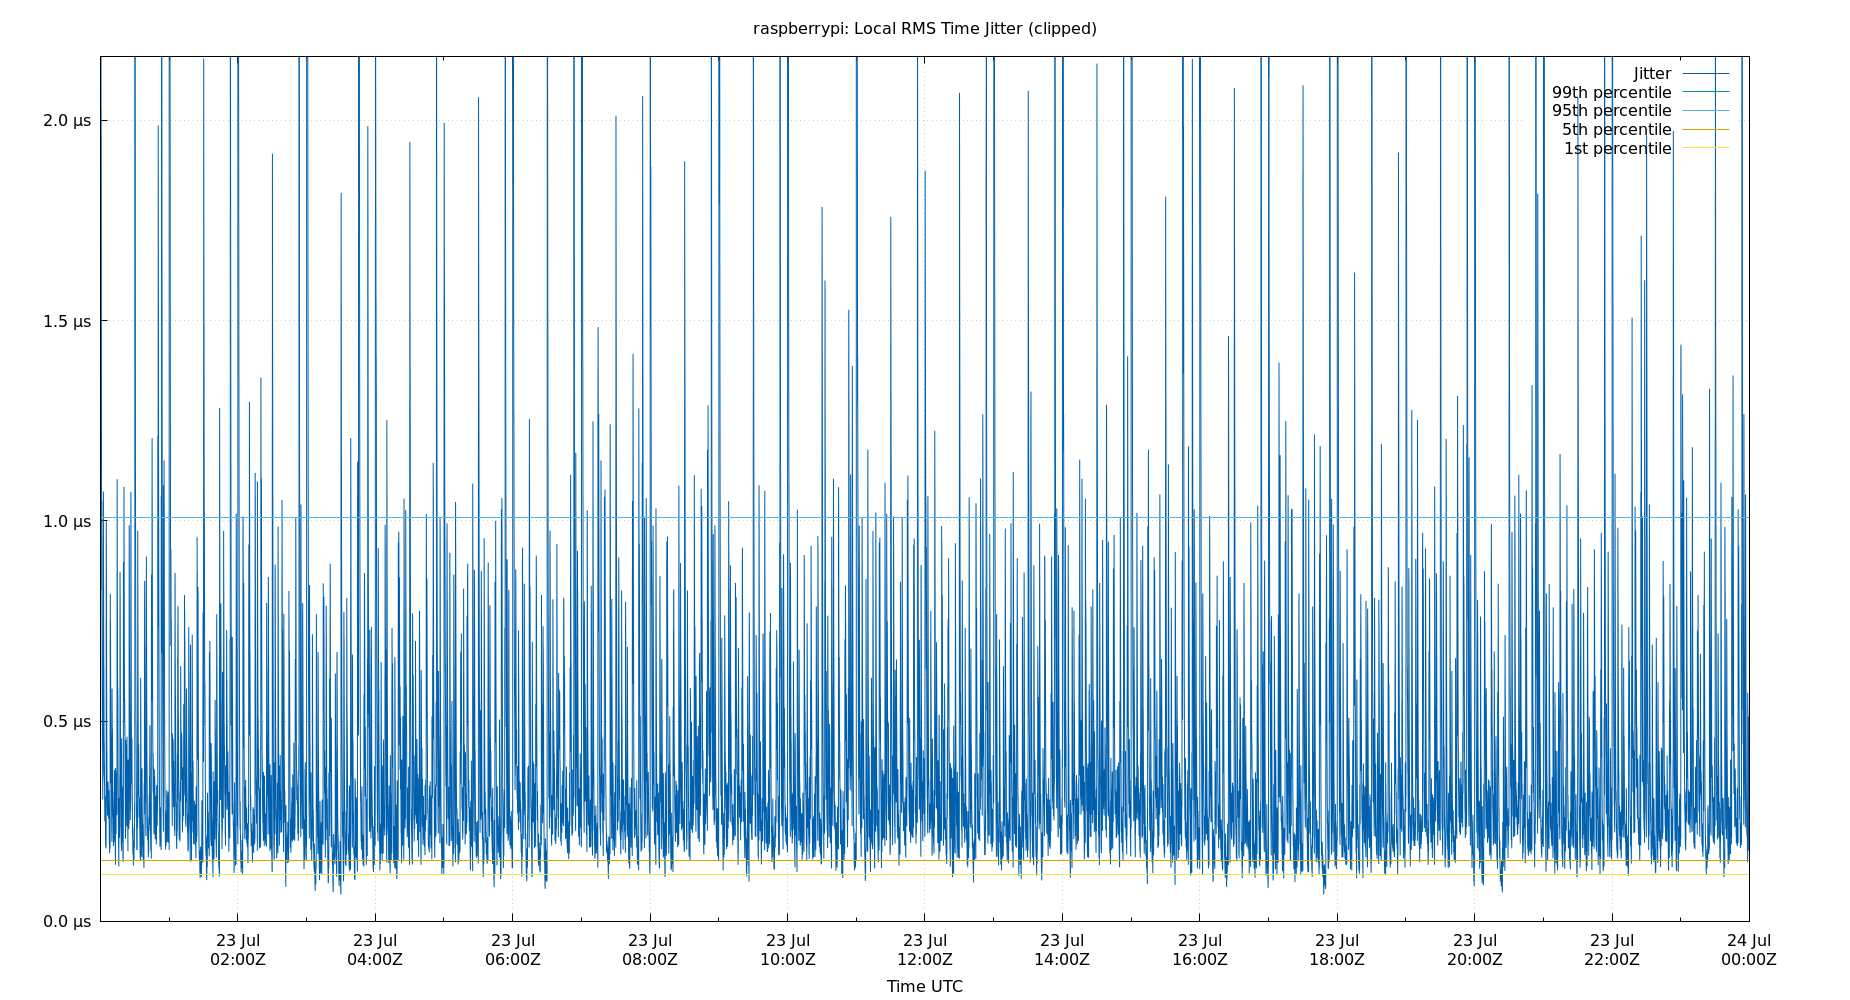 raspberrypi: Local RMS Time Jitter (clipped)
Jitter
99th percentile
95th percentile
5th percentile
1st percentile
2.0 μs
1.5 μs
1.0 μs
0.5 μs
0.0 μs
23 Jul 23 Jul 23 Jul 23 Jul 23 Jul 23 Jul 23 Jul 23 Jul 23 Jul 23 Jul 23 Jul 24 Jul
02:00Z 04:00Z 06:00Z 08:00Z 10:00Z 12:00Z 14:00Z 16:00Z 18:00Z 20:00Z 22:00Z 00:00Z
Time UTC